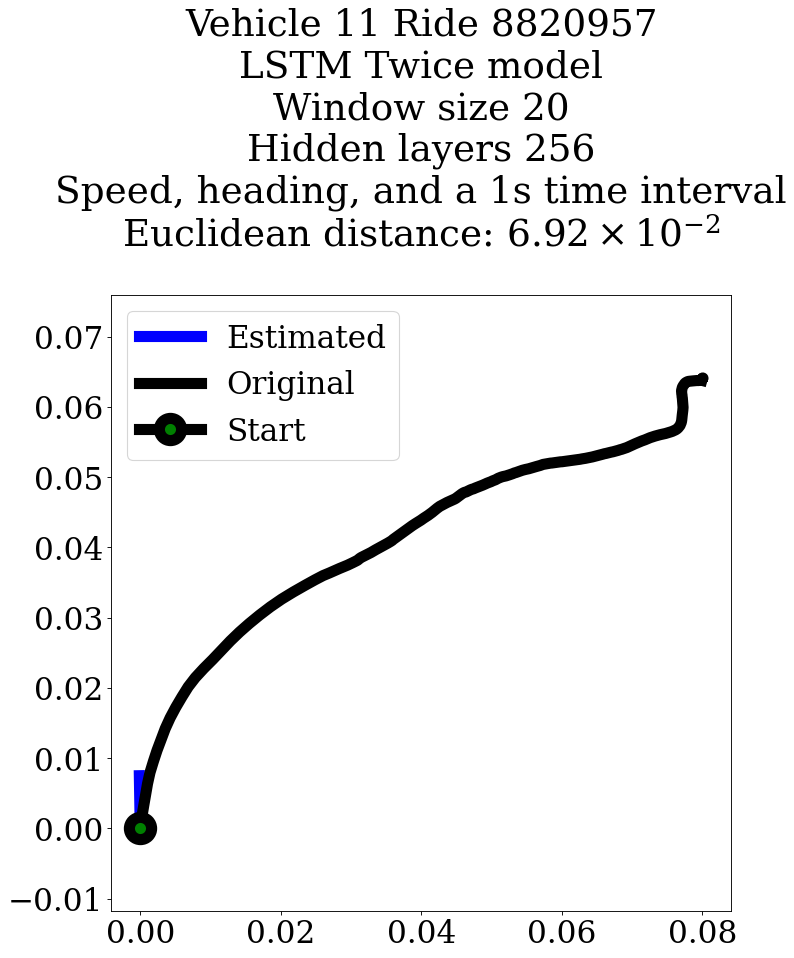 Vehicle 11 Ride 8820957
LSTM Twice model
Window size 20
Hidden layers 256
Speed, heading, and a 1s time interval
Euclidean distance: 6.92 × 10⁻²
Estimated
Original
Start
0.07
0.06
0.05
0.04
0.03
0.02
0.01
0.00
−0.01
0.00 0.02 0.04 0.06 0.08